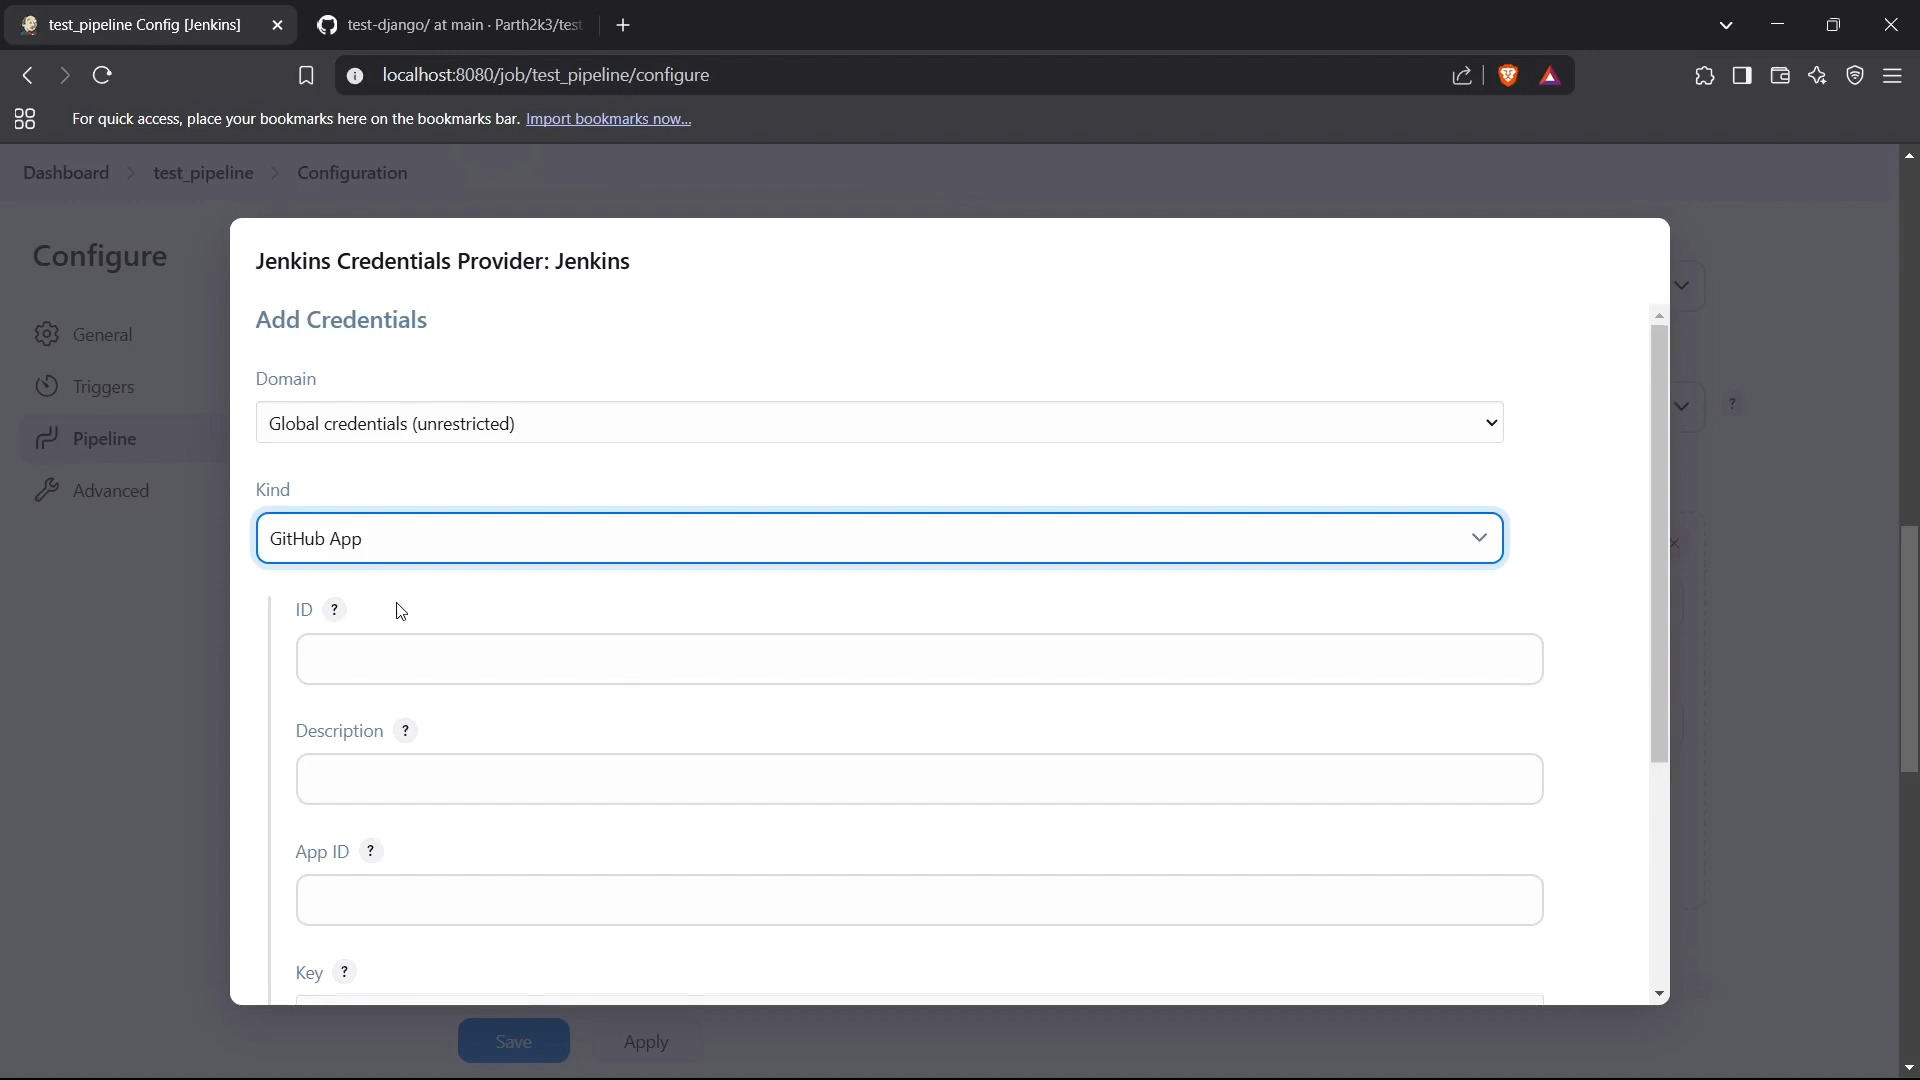 test_pipeline Config [Jenkins]
test-django/ at main · Parth2k3/test
localhost:8080/job/test_pipeline/configure
For quick access, place your bookmarks here on the bookmarks bar. Import bookmarks now...
Dashboard
test_pipeline
Configuration
Configure
General
Triggers
Pipeline
Advanced
Jenkins Credentials Provider: Jenkins
Add Credentials
Domain
Global credentials (unrestricted)
Kind
GitHub App
ID ?
Description ?
App ID ?
Key ?
?
Save
Apply